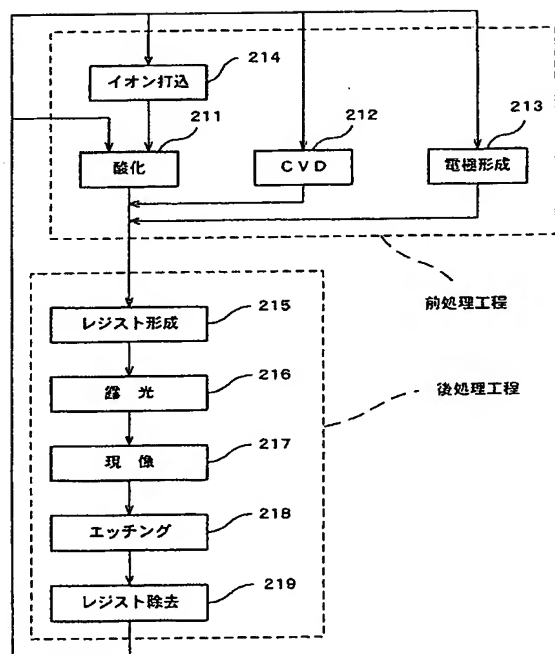 214
イオン打込
211
212
213
酸化
CVD
電極形成
前処理工程
215
レジスト形成
216
露光
後処理工程
217
現像
218
エッチング
219
レジスト除去